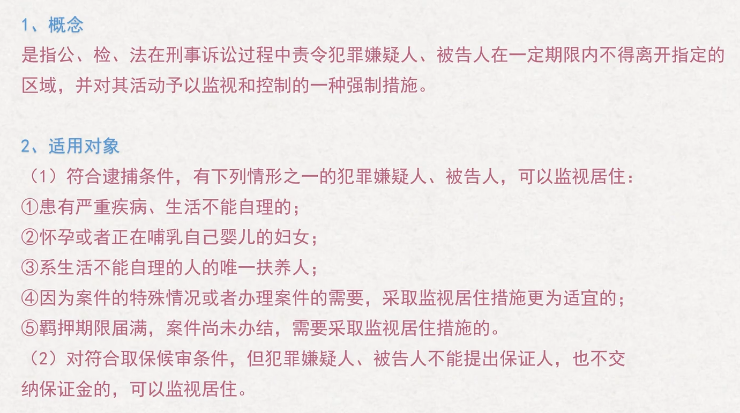 1、概念
是指公、检、法在刑事诉讼过程中责令犯罪嫌疑人、被告人在一定期限内不得离开指定的
区域，并对其活动予以监视和控制的一种强制措施。
2、适用对象
（1）符合逮捕条件，有下列情形之一的犯罪嫌疑人、被告人，可以监视居住：
①患有严重疾病、生活不能自理的；
②怀孕或者正在哺乳自己婴儿的妇女；
③系生活不能自理的人的唯一扶养人；
④因为案件的特殊情况或者办理案件的需要，采取监视居住措施更为适宜的；
⑤羁押期限届满，案件尚未办结，需要采取监视居住措施的。
（2）对符合取保候审条件，但犯罪嫌疑人、被告人不能提出保证人，也不交
纳保证金的，可以监视居住。